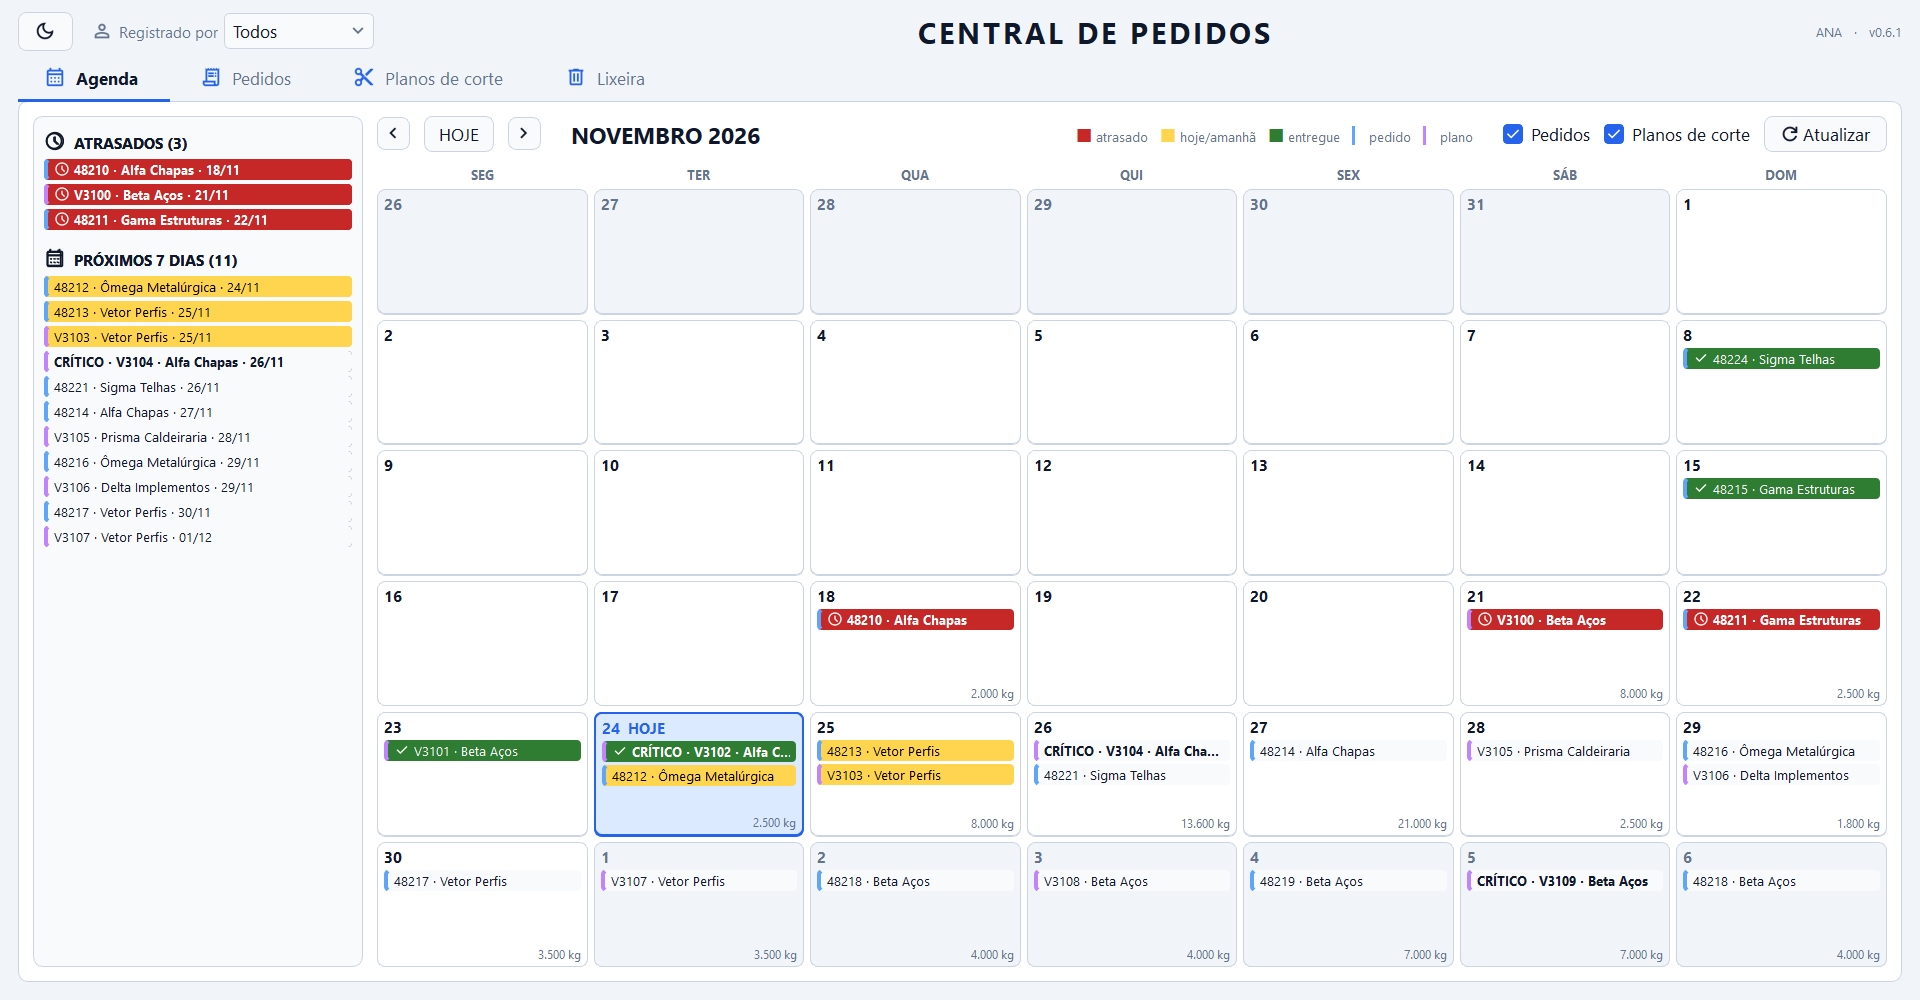 Registrado por
Todos
CENTRAL DE PEDIDOS
ANA · v0.6.1
Agenda
Pedidos
Planos de corte
Lixeira
ATRASADOS (3)
48210 · Alfa Chapas · 18/11
V3100 · Beta Aços · 21/11
48211 · Gama Estruturas · 22/11
PRÓXIMOS 7 DIAS (11)
48212 · Ômega Metalúrgica · 24/11
48213 · Vetor Perfis · 25/11
V3103 · Vetor Perfis · 25/11
CRÍTICO · V3104 · Alfa Chapas · 26/11
48221 · Sigma Telhas · 26/11
48214 · Alfa Chapas · 27/11
V3105 · Prisma Caldeiraria · 28/11
48216 · Ômega Metalúrgica · 29/11
V3106 · Delta Implementos · 29/11
48217 · Vetor Perfis · 30/11
V3107 · Vetor Perfis · 01/12
HOJE
NOVEMBRO 2026
atrasado
hoje/amanhã
entregue
pedido
plano
Pedidos
Planos de corte
Atualizar
SEG
TER
QUA
QUI
SEX
SÁB
DOM
26
27
28
29
30
31
1
2
3
4
5
6
7
8
48224 · Sigma Telhas
9
10
11
12
13
14
15
48215 · Gama Estruturas
16
17
18
48210 · Alfa Chapas
2.000 kg
19
20
21
V3100 · Beta Aços
8.000 kg
22
48211 · Gama Estruturas
2.500 kg
23
V3101 · Beta Aços
24 HOJE
CRÍTICO · V3102 · Alfa C...
48212 · Ômega Metalúrgica
2.500 kg
25
48213 · Vetor Perfis
V3103 · Vetor Perfis
8.000 kg
26
CRÍTICO · V3104 · Alfa Cha...
48221 · Sigma Telhas
13.600 kg
27
48214 · Alfa Chapas
21.000 kg
28
V3105 · Prisma Caldeiraria
2.500 kg
29
48216 · Ômega Metalúrgica
V3106 · Delta Implementos
1.800 kg
30
48217 · Vetor Perfis
3.500 kg
1
V3107 · Vetor Perfis
3.500 kg
2
48218 · Beta Aços
4.000 kg
3
V3108 · Beta Aços
4.000 kg
4
48219 · Beta Aços
7.000 kg
5
CRÍTICO · V3109 · Beta Aços
7.000 kg
6
48218 · Beta Aços
4.000 kg